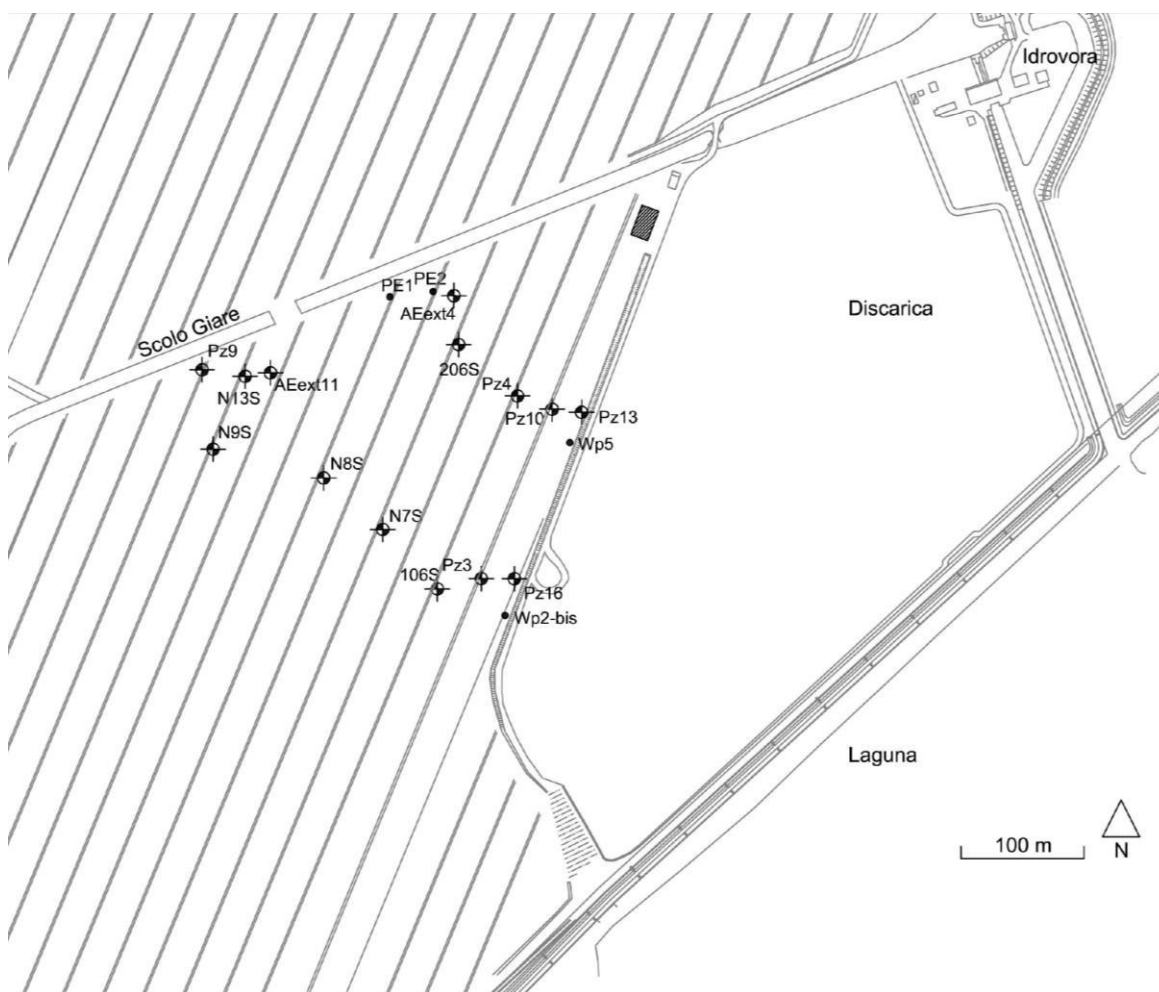 Idrovora
PE1
PE2
AEext4
Discarica
Scolo Giare
Pz9
206S
N13S
AEext11
Pz4
Pz10
Pz13
N9S
Wp5
N8S
N7S
106S
Pz3
Pz16
Wp2-bis
Laguna
100 m
N